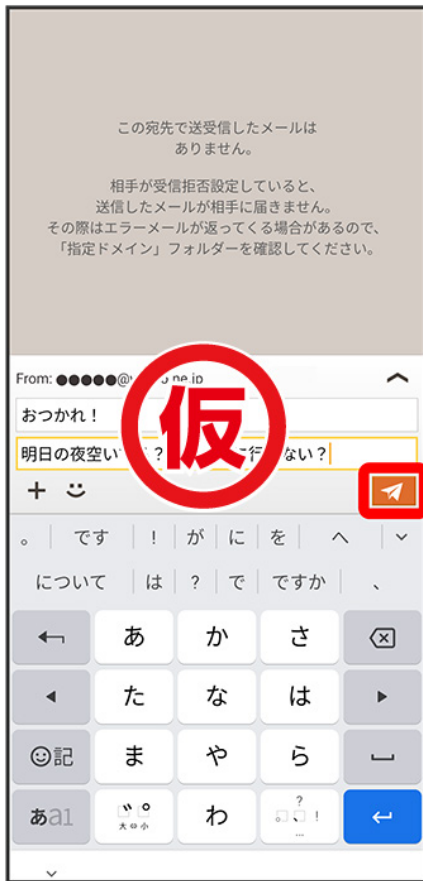 この宛先で送受信したメールは
ありません。
相手が受信拒否設定していると、
送信したメールが相手に届きません。
その際はエラーメールが返ってくる場合があるので、
「指定ドメイン」フォルダーを確認してください。
From: ●●●●●@ ne.jp
おつかれ！
明日の夜空い ？ 行 ない？
仮
。 です ! が に を へ
について は ? で ですか 、
あ か さ
た な は
☺記 ま や ら
あa1 大⇔小 わ 、。?!…